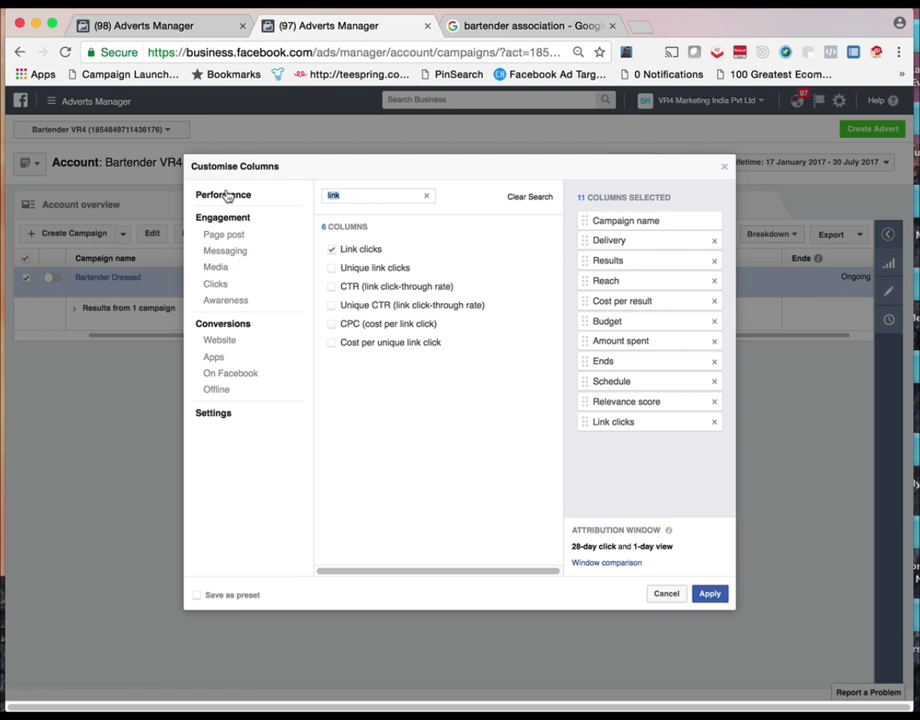 (98) Adverts Manager
(97) Adverts Manager
bartender association - Goog
Secure
https://business.facebook.com/ads/manager/account/campaigns/?act=185...
Apps
Campaign Launch...
Bookmarks
http://teespring.co...
PinSearch
Facebook Ad Targ...
0 Notifications
100 Greatest Ecom...
Adverts Manager
Search Business
SR
VR4 Marketing India Pvt Ltd
97
Help
Bartender VR4 (1854849711436176)
Create Advert
Account: Bartender VR4
ifetime: 17 January 2017 - 30 July 2017
Account overview
Create Campaign
Edit
Breakdown
Export
Campaign name
Ends
Bartender Dressed
Ongoing
Results from 1 campaign
Customise Columns
Performance
Engagement
Page post
Messaging
Media
Clicks
Awareness
Conversions
Website
Apps
On Facebook
Offline
Settings
link
Clear Search
6 COLUMNS
Link clicks
Unique link clicks
CTR (link click-through rate)
Unique CTR (link click-through rate)
CPC (cost per link click)
Cost per unique link click
11 COLUMNS SELECTED
Campaign name
Delivery
Results
Reach
Cost per result
Budget
Amount spent
Ends
Schedule
Relevance score
Link clicks
ATTRIBUTION WINDOW
28-day click and 1-day view
Window comparison
Save as preset
Cancel
Apply
Report a Problem